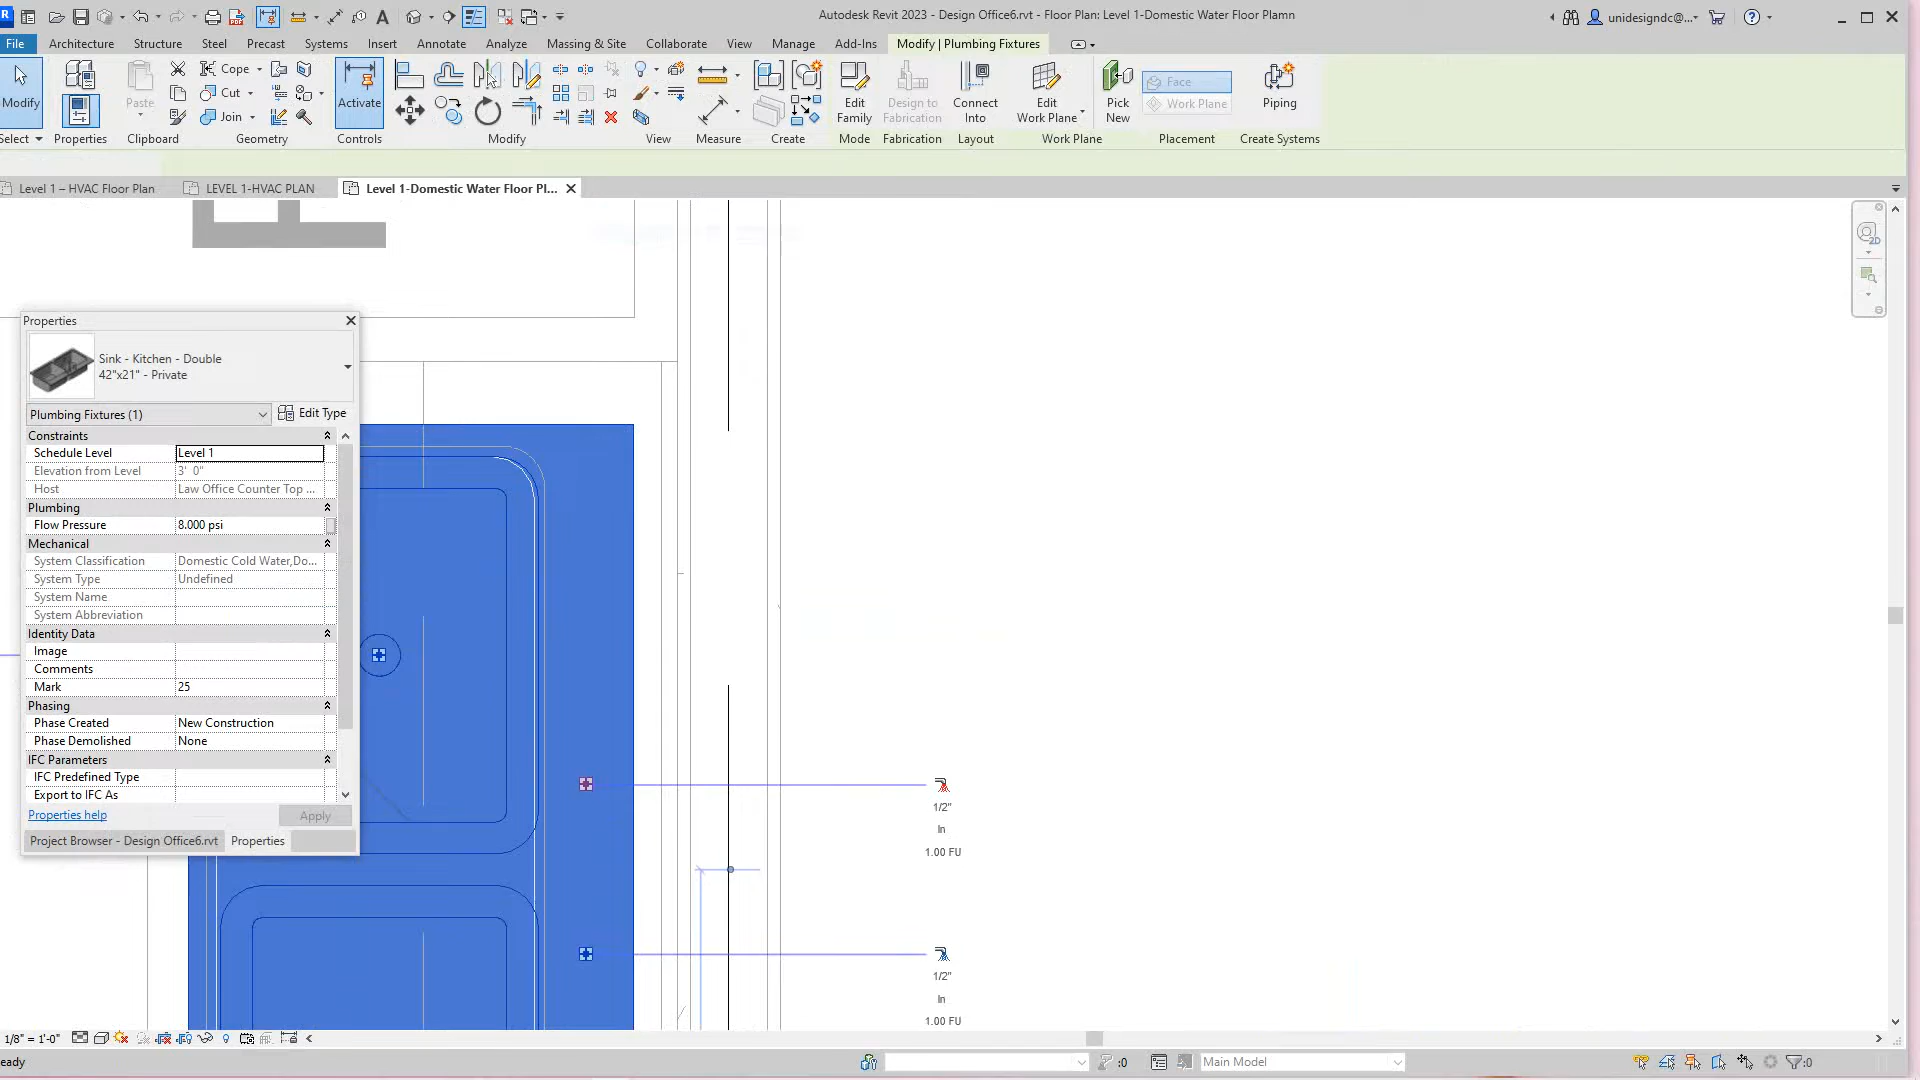 Autodesk Revit 2023 - Design Office6.rvt - Floor Plan: Level 1-Domestic Water Floor Plamn
unidesigndc@...
File Architecture Structure Steel Precast Systems Insert Annotate Analyze Massing & Site Collaborate View Manage Add-Ins Modify | Plumbing Fixtures
Modify
Paste
Cope
Cut
Join
Activate
Edit
Family
Design to
Fabrication
Connect
Into
Edit
Work Plane
Pick
New
Face
Work Plane
Piping
Select Properties Clipboard Geometry Controls Modify View Measure Create Mode Fabrication Layout Work Plane Placement Create Systems
Level 1 – HVAC Floor Plan
LEVEL 1-HVAC PLAN
Level 1-Domestic Water Floor Pl...
Properties
Sink - Kitchen - Double
42"x21" - Private
Plumbing Fixtures (1)
Edit Type
Constraints
Schedule Level Level 1
Elevation from Level 3' 0"
Host Law Office Counter Top ...
Plumbing
Flow Pressure 8.000 psi
Mechanical
System Classification Domestic Cold Water,Do...
System Type Undefined
System Name
System Abbreviation
Identity Data
Image
Comments
Mark 25
Phasing
Phase Created New Construction
Phase Demolished None
IFC Parameters
IFC Predefined Type
Export to IFC As
Properties help
Apply
Project Browser - Design Office6.rvt
Properties
1/2"
In
1.00 FU
1/2"
In
1.00 FU
2D
1/8" = 1'-0"
eady
:0
Main Model
:0